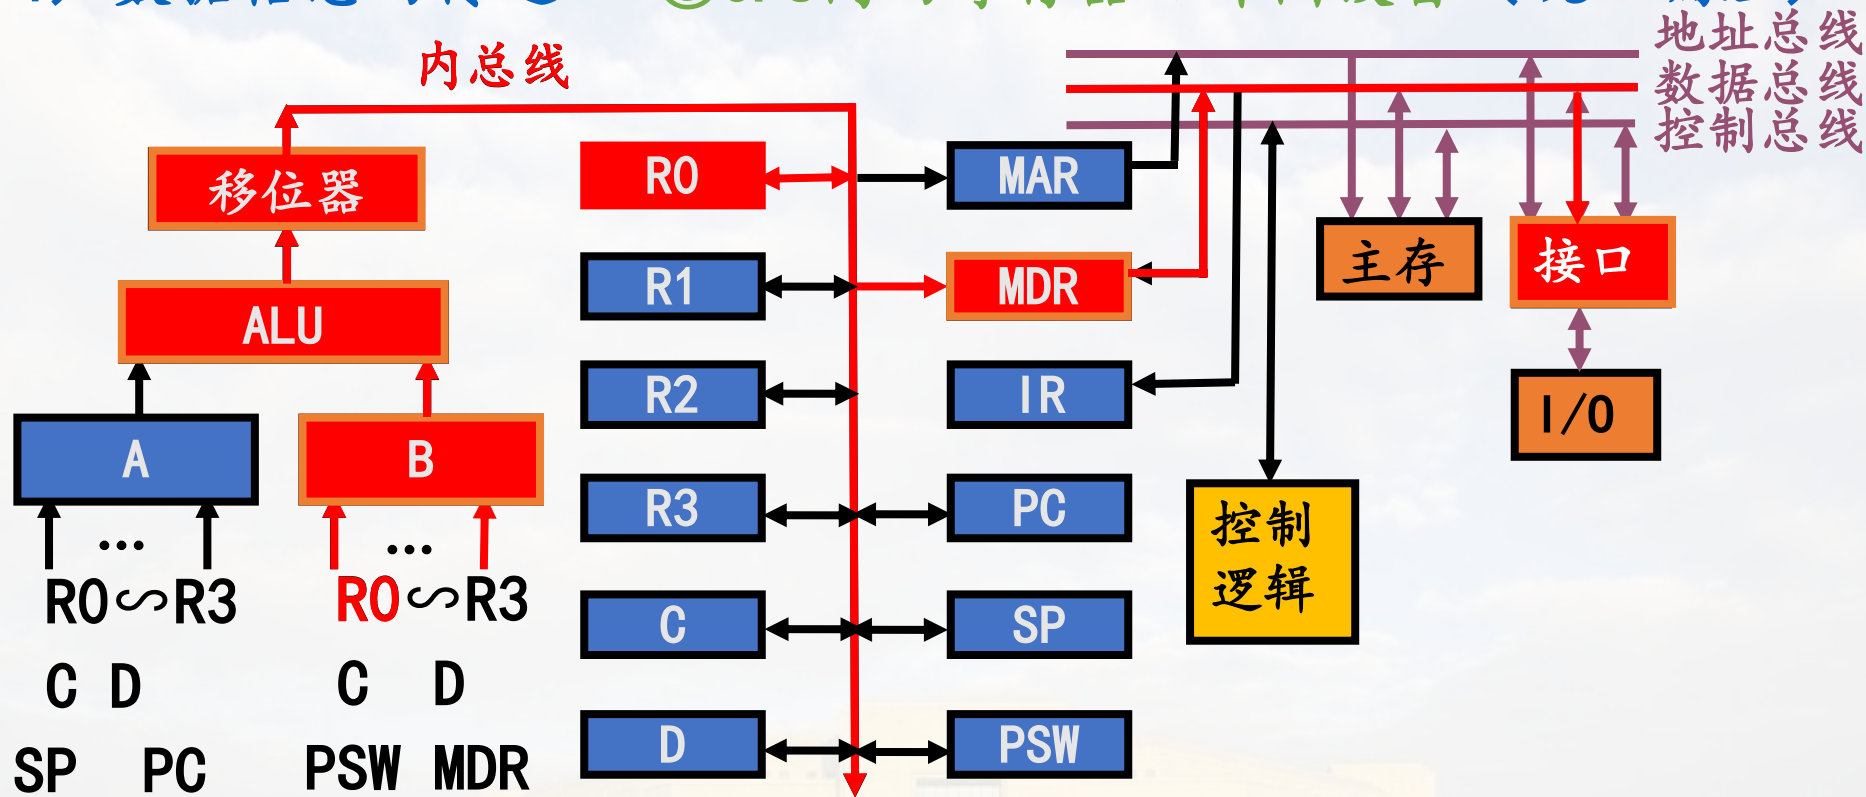 地址总线
内总线
数据总线
控制总线
移位器
R0
MAR
R1
MDR
主存
接口
ALU
R2
IR
I/O
A
B
R3
PC
控制
逻辑
...
...
R0∽R3
R0∽R3
C
SP
C D
C D
D
PSW
SP PC
PSW MDR